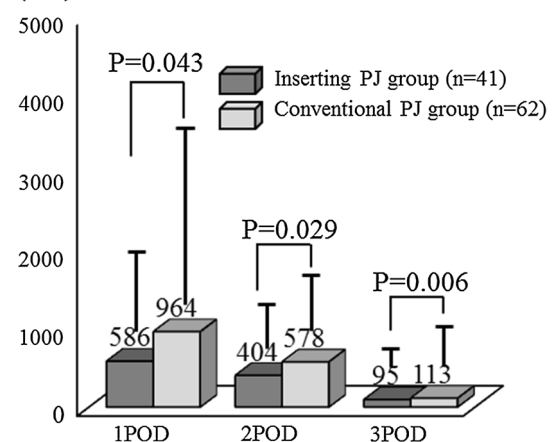 5000
P=0.043
Inserting PJ group (n=41)
4000
Conventional PJ group (n=62)
3000
P=0.029
2000
P=0.006
964
1000
586
578
404
95
113
0
1POD
2POD
3POD